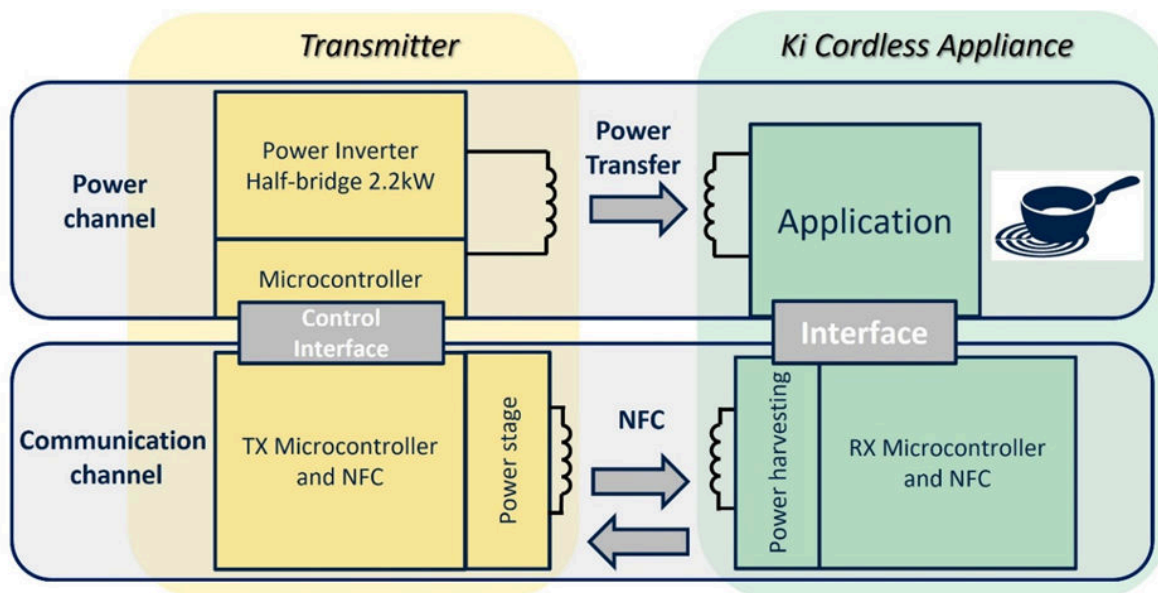 Transmitter
Ki Cordless Appliance
Power
channel
Power Inverter
Half-bridge 2.2kW
Microcontroller
Power
Transfer
Application
Control
Interface
Interface
Communication
channel
TX Microcontroller
and NFC
Power stage
NFC
Power harvesting
RX Microcontroller
and NFC